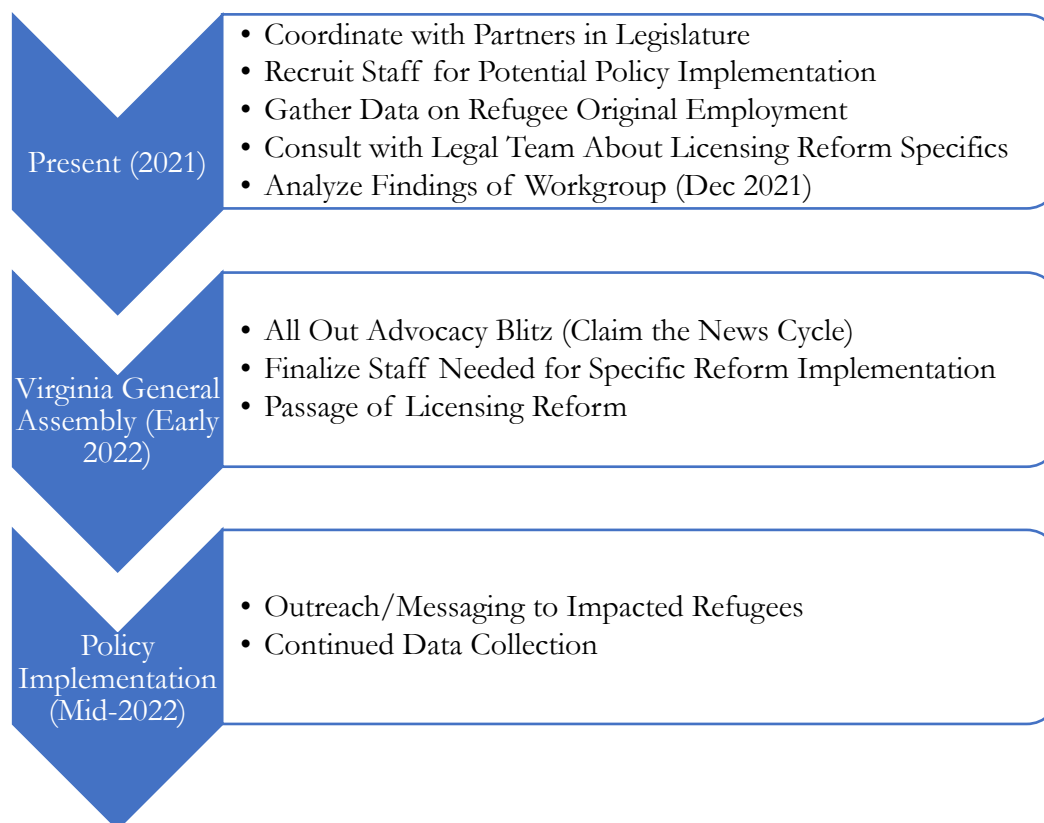 Present (2021)
• Coordinate with Partners in Legislature
• Recruit Staff for Potential Policy Implementation
• Gather Data on Refugee Original Employment
• Consult with Legal Team About Licensing Reform Specifics
• Analyze Findings of Workgroup (Dec 2021)
Virginia General
Assembly (Early
2022)
• All Out Advocacy Blitz (Claim the News Cycle)
• Finalize Staff Needed for Specific Reform Implementation
• Passage of Licensing Reform
Policy
Implementation
(Mid-2022)
• Outreach/Messaging to Impacted Refugees
• Continued Data Collection